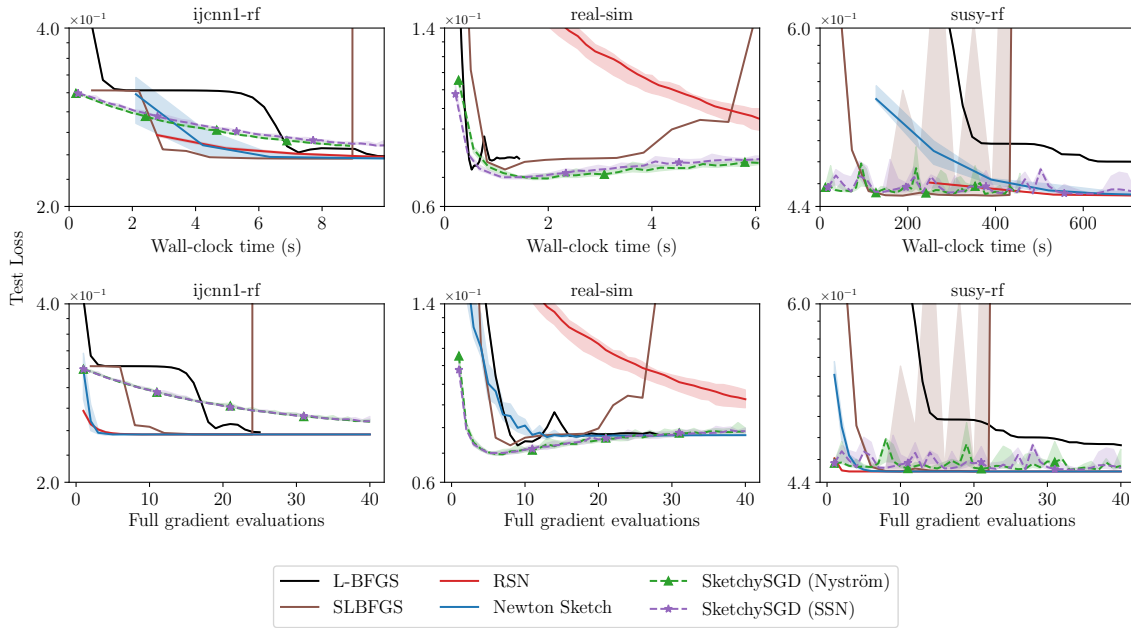 ijcnn1-rf
real-sim
susy-rf
×10⁻¹
×10⁻¹
×10⁻¹
4.0
2.0
1.4
0.6
6.0
4.4
0 2 4 6 8
2 4 6
0 200 400 600
Wall-clock time (s)
Wall-clock time (s)
Wall-clock time (s)
Test Loss
ijcnn1-rf
real-sim
susy-rf
×10⁻¹
×10⁻¹
×10⁻¹
4.0
2.0
1.4
0.6
6.0
4.4
0 10 20 30 40
0 10 20 30 40
0 10 20 30 40
Full gradient evaluations
Full gradient evaluations
Full gradient evaluations
L-BFGS
SLBFGS
RSN
Newton Sketch
SketchySGD (Nyström)
SketchySGD (SSN)